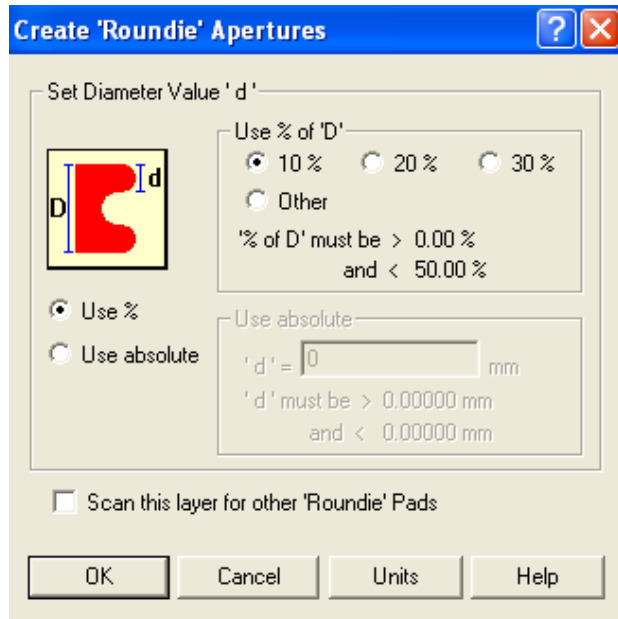 Create 'Roundie' Apertures
Set Diameter Value ' d '
Use % of 'D'
10 % 20 % 30 %
Other
'% of D' must be > 0.00 %
and < 50.00 %
D d
Use %
Use absolute
Use absolute
' d ' = 0 mm
' d ' must be > 0.00000 mm
and < 0.00000 mm
Scan this layer for other 'Roundie' Pads
OK Cancel Units Help